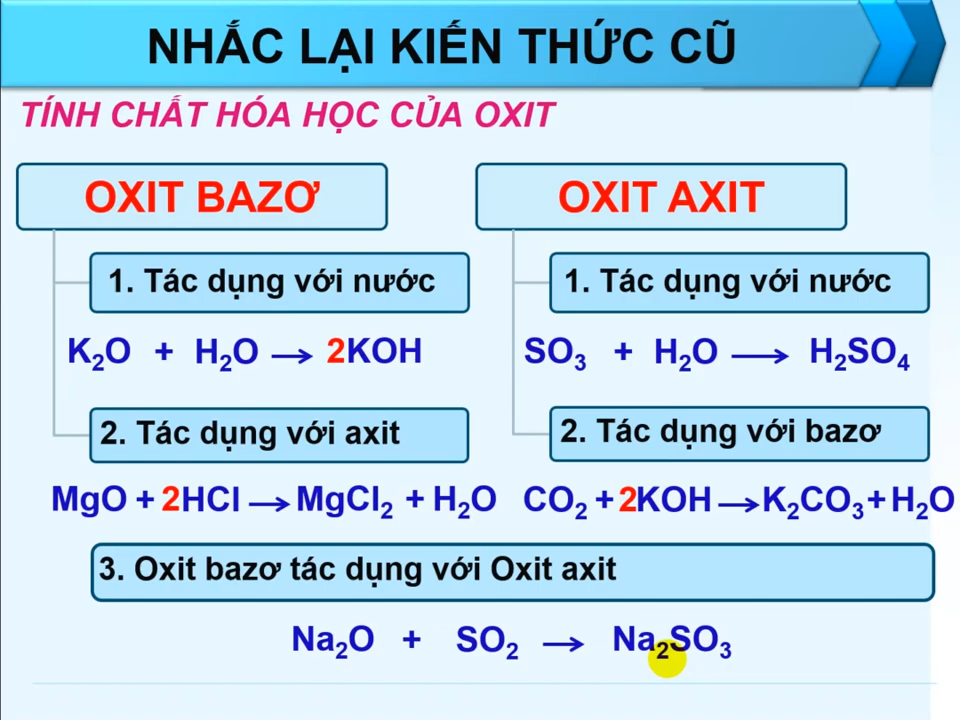 NHẮC LẠI KIẾN THỨC CŨ
TÍNH CHẤT HÓA HỌC CỦA OXIT
OXIT BAZƠ
OXIT AXIT
1. Tác dụng với nước
1. Tác dụng với nước
K₂O + H₂O → 2KOH
SO₃ + H₂O → H₂SO₄
2. Tác dụng với axit
2. Tác dụng với bazơ
MgO + 2HCl → MgCl₂ + H₂O
CO₂ + 2KOH → K₂CO₃ + H₂O
3. Oxit bazơ tác dụng với Oxit axit
Na₂O + SO₂ → Na₂SO₃